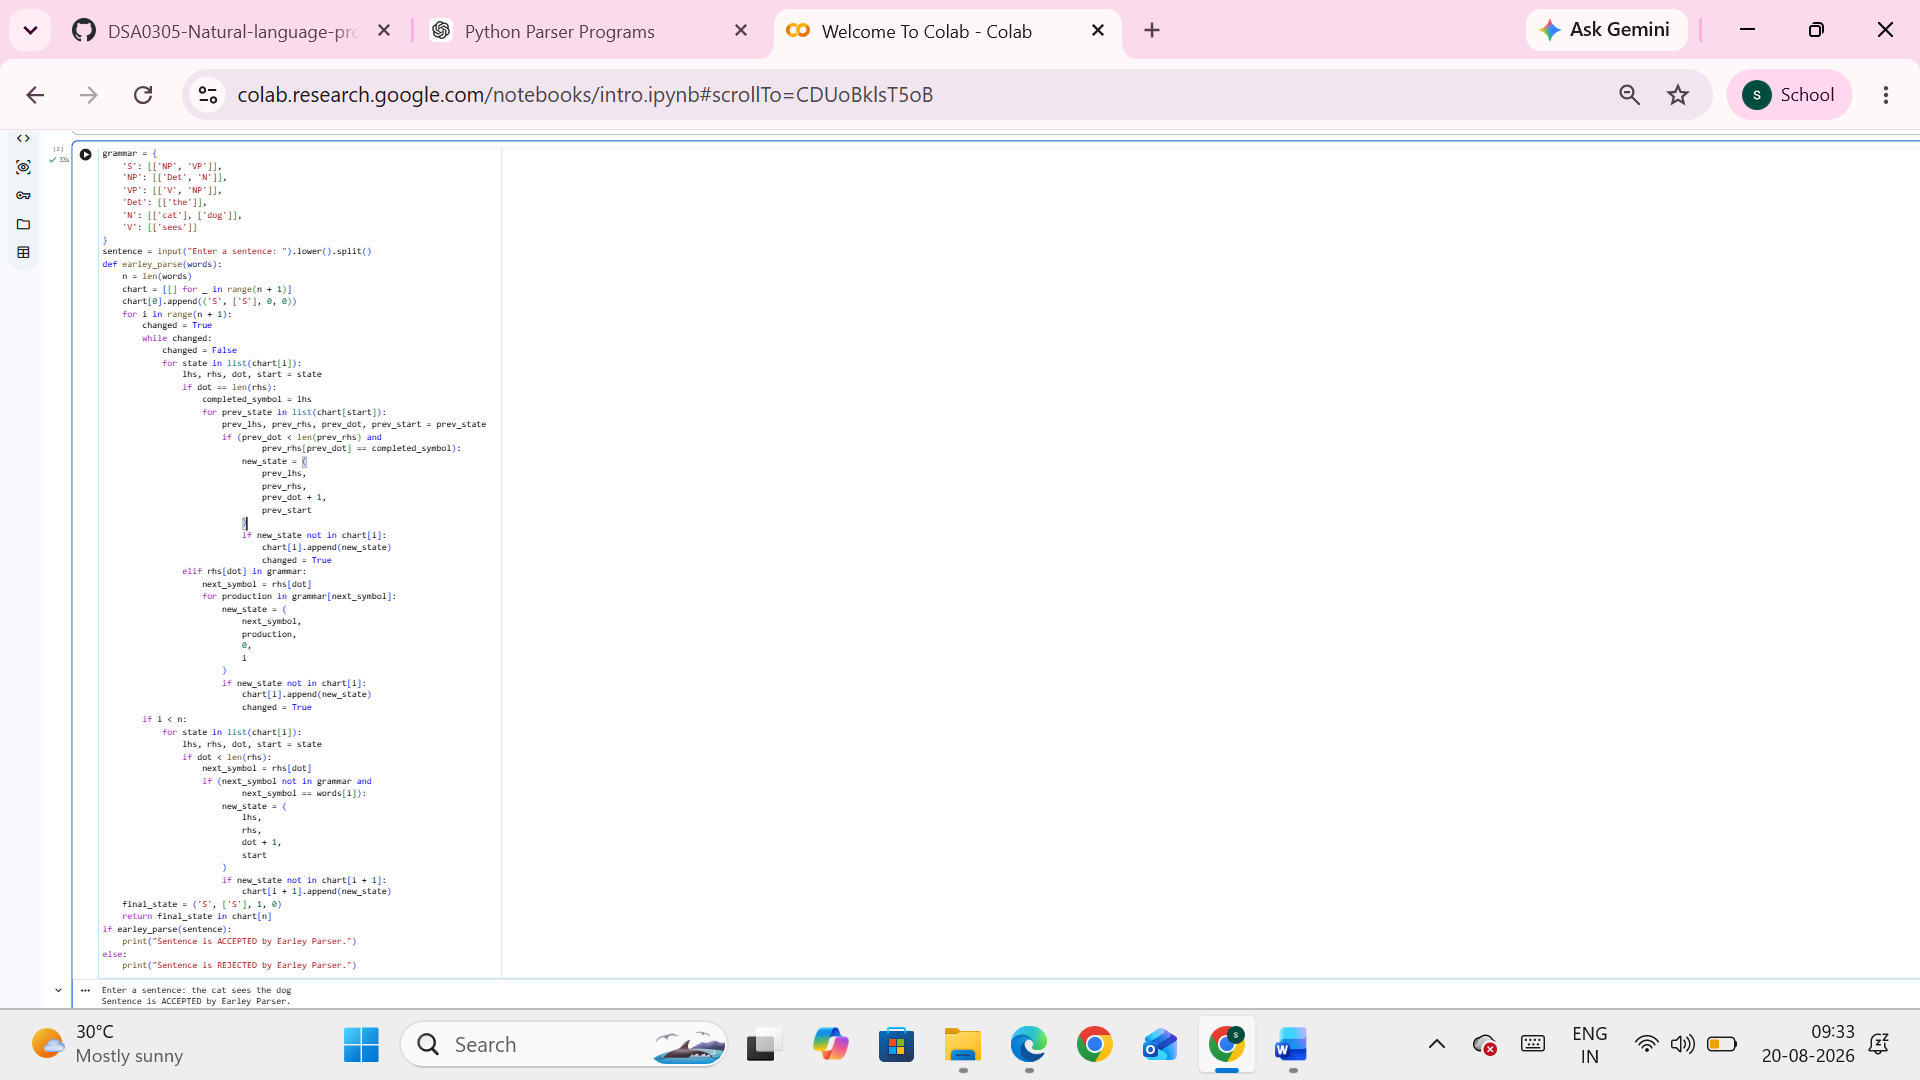 DSA0305-Natural-language-pro
Python Parser Programs
Welcome To Colab - Colab
Ask Gemini
colab.research.google.com/notebooks/intro.ipynb#scrollTo=CDUoBklsT5oB
S School
[2]
33s
grammar = {
    'S': [['NP', 'VP']],
    'NP': [['Det', 'N']],
    'VP': [['V', 'NP']],
    'Det': [['the']],
    'N': [['cat'], ['dog']],
    'V': [['sees']]
}
sentence = input("Enter a sentence: ").lower().split()
def earley_parse(words):
    n = len(words)
    chart = [[] for _ in range(n + 1)]
    chart[0].append(('S', ['S'], 0, 0))
    for i in range(n + 1):
        changed = True
        while changed:
            changed = False
            for state in list(chart[i]):
                lhs, rhs, dot, start = state
                if dot == len(rhs):
                    completed_symbol = lhs
                    for prev_state in list(chart[start]):
                        prev_lhs, prev_rhs, prev_dot, prev_start = prev_state
                        if (prev_dot < len(prev_rhs) and
                                prev_rhs[prev_dot] == completed_symbol):
                            new_state = (
                                prev_lhs,
                                prev_rhs,
                                prev_dot + 1,
                                prev_start
                            )
                            if new_state not in chart[i]:
                                chart[i].append(new_state)
                                changed = True
                elif rhs[dot] in grammar:
                    next_symbol = rhs[dot]
                    for production in grammar[next_symbol]:
                        new_state = (
                            next_symbol,
                            production,
                            0,
                            i
                        )
                        if new_state not in chart[i]:
                            chart[i].append(new_state)
                            changed = True
        if i < n:
            for state in list(chart[i]):
                lhs, rhs, dot, start = state
                if dot < len(rhs):
                    next_symbol = rhs[dot]
                    if (next_symbol not in grammar and
                            next_symbol == words[i]):
                        new_state = (
                            lhs,
                            rhs,
                            dot + 1,
                            start
                        )
                        if new_state not in chart[i + 1]:
                            chart[i + 1].append(new_state)
    final_state = ('S', ['S'], 1, 0)
    return final_state in chart[n]
if earley_parse(sentence):
    print("Sentence is ACCEPTED by Earley Parser.")
else:
    print("Sentence is REJECTED by Earley Parser.")
Enter a sentence: the cat sees the dog
Sentence is ACCEPTED by Earley Parser.
30°C
Mostly sunny
Search
ENG
IN
09:33
20-08-2026